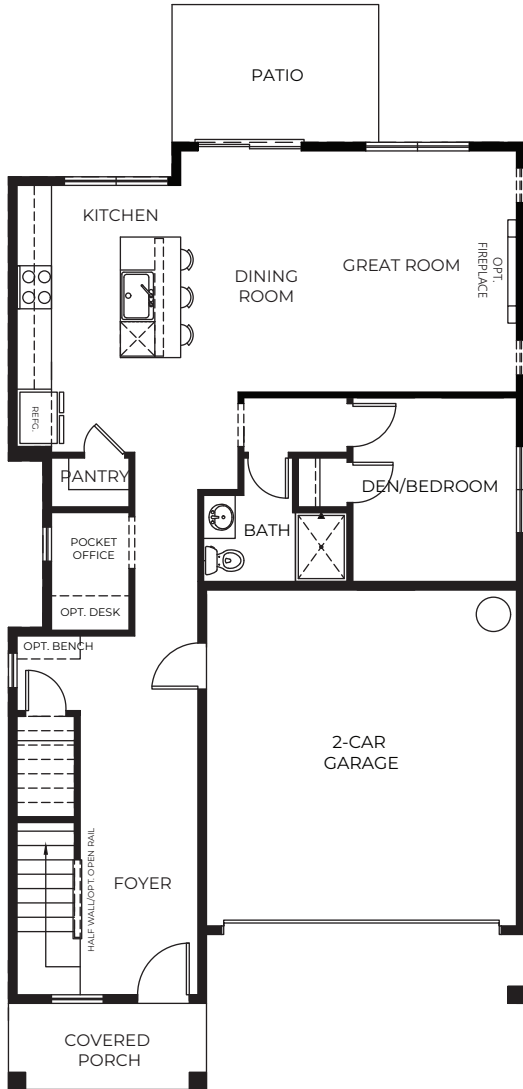 PATIO
KITCHEN
DINING
ROOM
GREAT ROOM
OPT.
FIREPLACE
REFG.
PANTRY
DEN/BEDROOM
BATH
POCKET
OFFICE
OPT. DESK
OPT. BENCH
2-CAR
GARAGE
HALF WALL/OPT. OPEN RAIL
FOYER
COVERED
PORCH